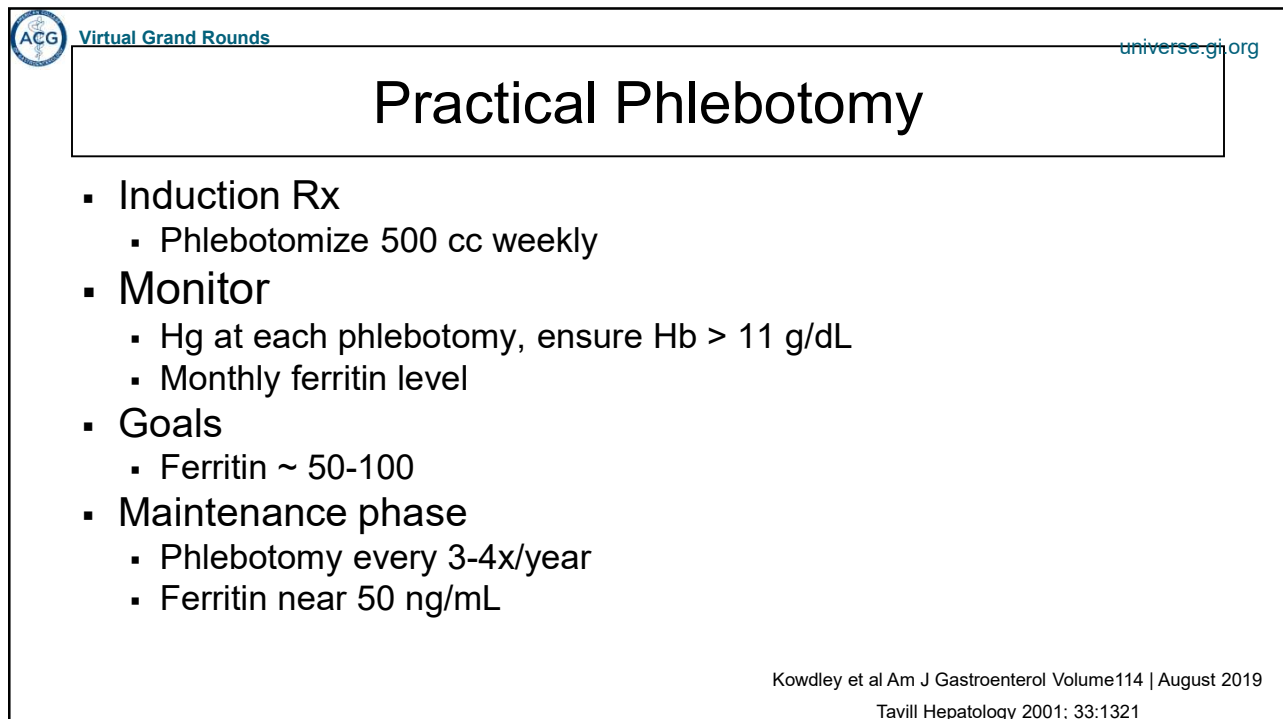 ACG
Virtual Grand Rounds
universe.gi.org
Practical Phlebotomy
▪ Induction Rx
▪ Phlebotomize 500 cc weekly
▪ Monitor
▪ Hg at each phlebotomy, ensure Hb > 11 g/dL
▪ Monthly ferritin level
▪ Goals
▪ Ferritin ~ 50-100
▪ Maintenance phase
▪ Phlebotomy every 3-4x/year
▪ Ferritin near 50 ng/mL
Kowdley et al Am J Gastroenterol Volume114 | August 2019
Tavill Hepatology 2001; 33:1321